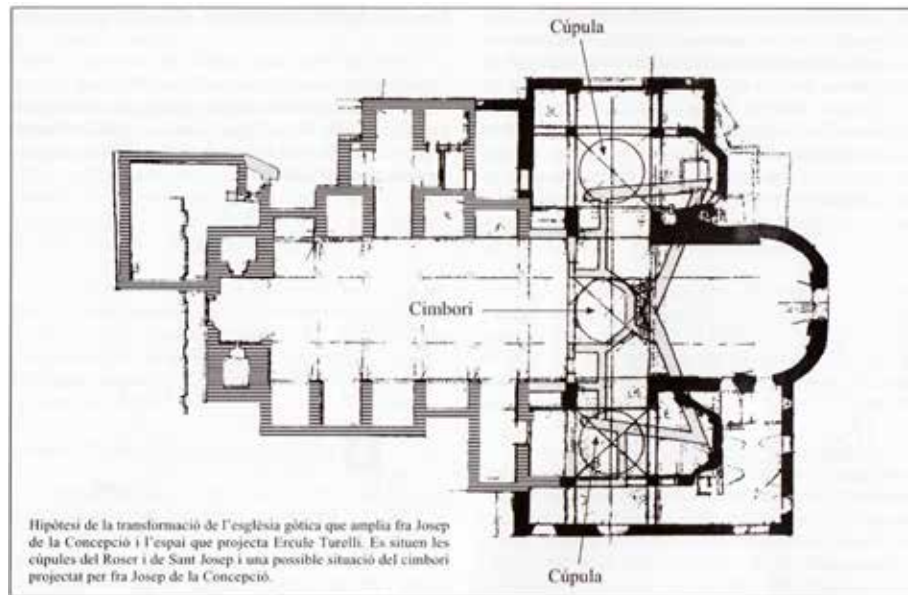 Cúpula
Cimbori
Hipòtesi de la transformació de l'església gòtica que amplia fra Josep
de la Concepció i l'espai que projecta Ercule Turelli. Es situen les
cúpules del Roser i de Sant Josep i una possible situació del cimbori
projectat per fra Josep de la Concepció.
Cúpula